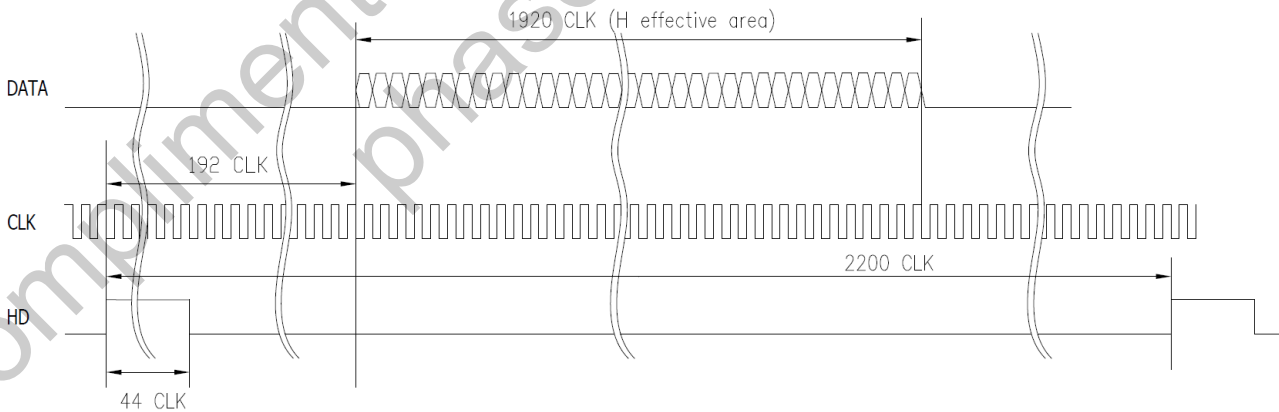 1920 CLK (H effective area)
DATA
192 CLK
CLK
2200 CLK
HD
44 CLK